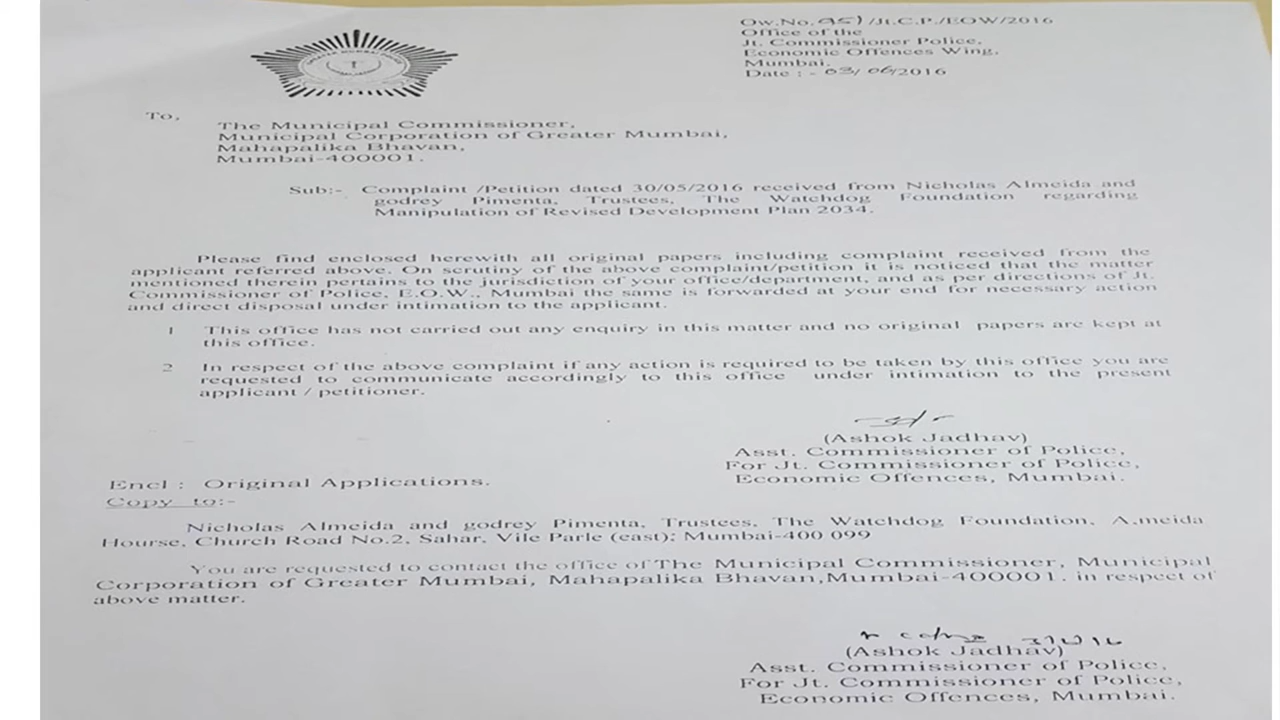 Ow.No. 951/Jt.C.P./EOW/2016
Office of the
Jt. Commissioner Police,
Economic Offences Wing,
Mumbai.
Date : - 03/06/2016
To,
The Municipal Commissioner,
Municipal Corporation of Greater Mumbai,
Mahapalika Bhavan,
Mumbai-400001.
Sub:- Complaint /Petition dated 30/05/2016 received from Nicholas Almeida and
godrey Pimenta, Trustees, The Watchdog Foundation regarding
Manipulation of Revised Development Plan 2034.
Please find enclosed herewith all original papers including complaint received from the
applicant referred above. On scrutiny of the above complaint/petition it is noticed that the matter
mentioned therein pertains to the jurisdiction of your office/department, and as per directions of Jt.
Commissioner of Police, E.O.W., Mumbai the same is forwarded at your end for necessary action
and direct disposal under intimation to the applicant.
1 This office has not carried out any enquiry in this matter and no original papers are kept at
this office.
2 In respect of the above complaint if any action is required to be taken by this office you are
requested to communicate accordingly to this office under intimation to the present
applicant / petitioner.
(Ashok Jadhav)
Asst. Commissioner of Police,
For Jt. Commissioner of Police,
Economic Offences, Mumbai.
Encl : Original Applications.
Copy to:-
Nicholas Almeida and godrey Pimenta, Trustees, The Watchdog Foundation, A.meida
Hourse, Church Road No.2, Sahar, Vile Parle (east); Mumbai-400 099
You are requested to contact the office of The Municipal Commissioner, Municipal
Corporation of Greater Mumbai, Mahapalika Bhavan,Mumbai-400001. in respect of
above matter.
(Ashok Jadhav)
Asst. Commissioner of Police,
For Jt. Commissioner of Police,
Economic Offences, Mumbai.